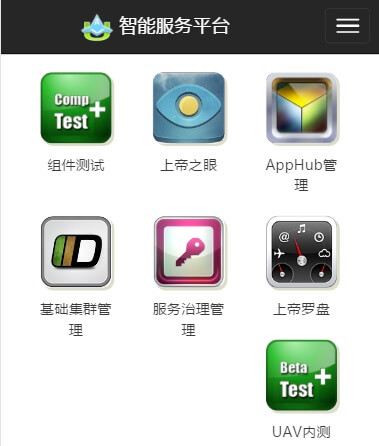 智能服务平台
Comp
Test
组件测试
上帝之眼
AppHub管
理
基础集群管
理
服务治理管
理
@
上帝罗盘
Beta
Test
UAV内测